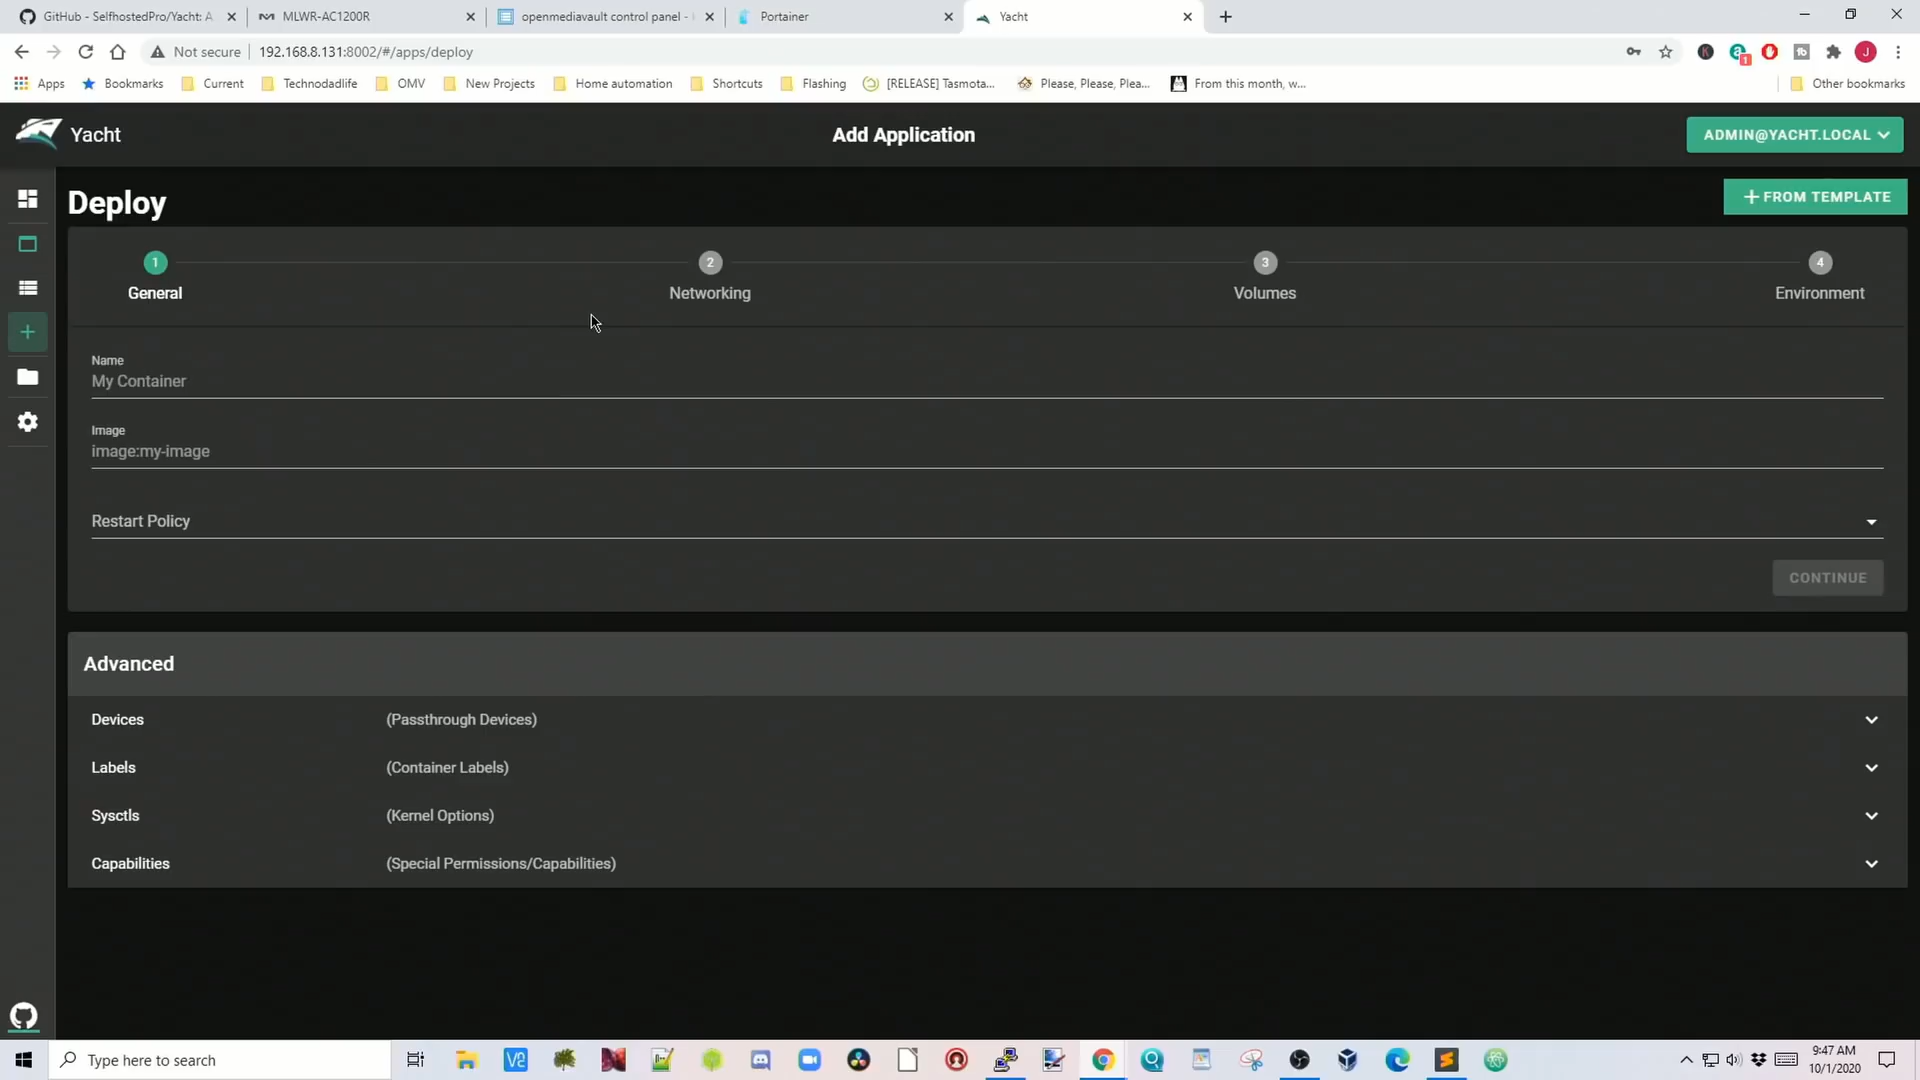 GitHub - SelfhostedPro/Yacht: A
MLWR-AC1200R
openmediavault control panel -
Portainer
Yacht
Not secure
192.168.8.131:8002/#/apps/deploy
Apps
Bookmarks
Current
Technodadlife
OMV
New Projects
Home automation
Shortcuts
Flashing
[RELEASE] Tasmota...
Please, Please, Plea...
From this month, w...
Other bookmarks
Yacht
Add Application
ADMIN@YACHT.LOCAL
Deploy
+ FROM TEMPLATE
1
General
2
Networking
3
Volumes
4
Environment
Name
My Container
Image
image:my-image
Restart Policy
CONTINUE
Advanced
Devices (Passthrough Devices)
Labels (Container Labels)
Sysctls (Kernel Options)
Capabilities (Special Permissions/Capabilities)
Type here to search
9:47 AM
10/1/2020